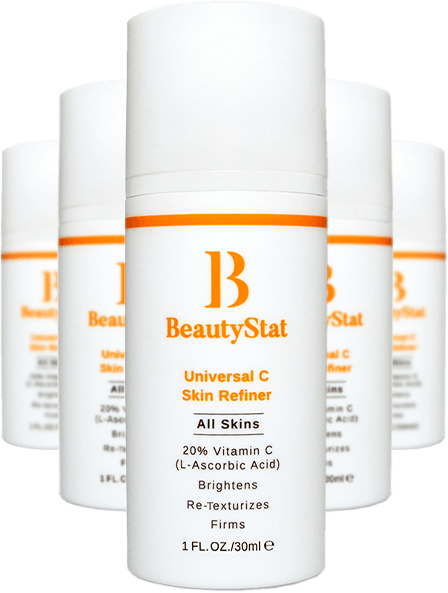 B
BeautyStat
Universal C
Skin Refiner
All Skins
20% Vitamin C
(L-Ascorbic Acid)
Brightens
Re-Texturizes
Firms
1 FL.OZ./30ml ℮